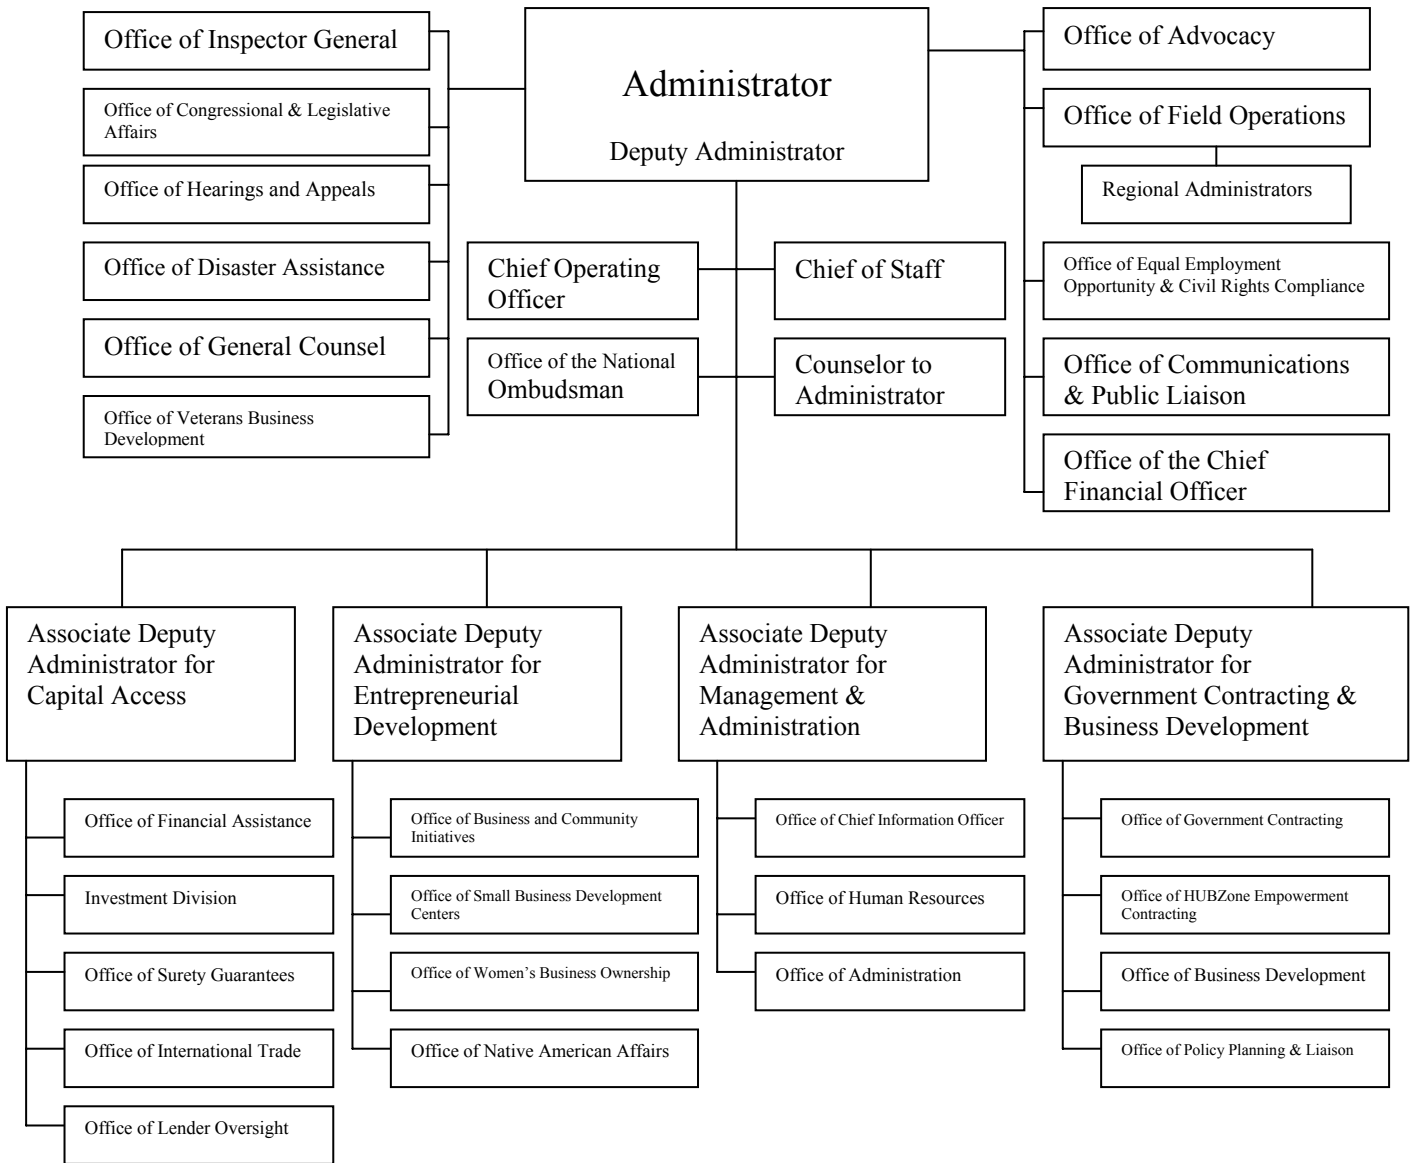 Office of Inspector General
Office of Congressional & Legislative
Affairs
Office of Hearings and Appeals
Office of Disaster Assistance
Office of General Counsel
Office of Veterans Business
Development
Administrator
Deputy Administrator
Chief Operating
Officer
Chief of Staff
Office of the National
Ombudsman
Counselor to
Administrator
Office of Advocacy
Office of Field Operations
Regional Administrators
Office of Equal Employment
Opportunity & Civil Rights Compliance
Office of Communications
& Public Liaison
Office of the Chief
Financial Officer
Associate Deputy
Administrator for
Capital Access
Office of Financial Assistance
Investment Division
Office of Surety Guarantees
Office of International Trade
Office of Lender Oversight
Associate Deputy
Administrator for
Entrepreneurial
Development
Office of Business and Community
Initiatives
Office of Small Business Development
Centers
Office of Women’s Business Ownership
Office of Native American Affairs
Associate Deputy
Administrator for
Management &
Administration
Office of Chief Information Officer
Office of Human Resources
Office of Administration
Associate Deputy
Administrator for
Government Contracting &
Business Development
Office of Government Contracting
Office of HUBZone Empowerment
Contracting
Office of Business Development
Office of Policy Planning & Liaison